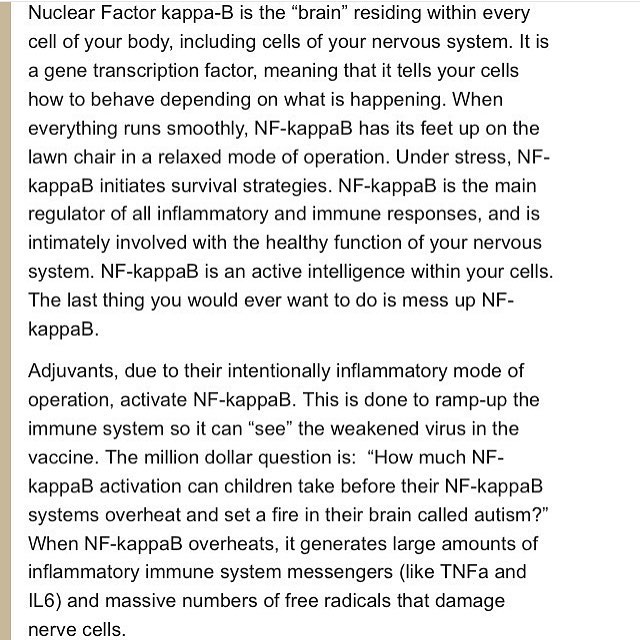 Nuclear Factor kappa-B is the “brain” residing within every
cell of your body, including cells of your nervous system. It is
a gene transcription factor, meaning that it tells your cells
how to behave depending on what is happening. When
everything runs smoothly, NF-kappaB has its feet up on the
lawn chair in a relaxed mode of operation. Under stress, NF-
kappaB initiates survival strategies. NF-kappaB is the main
regulator of all inflammatory and immune responses, and is
intimately involved with the healthy function of your nervous
system. NF-kappaB is an active intelligence within your cells.
The last thing you would ever want to do is mess up NF-
kappaB.
Adjuvants, due to their intentionally inflammatory mode of
operation, activate NF-kappaB. This is done to ramp-up the
immune system so it can “see” the weakened virus in the
vaccine. The million dollar question is:  “How much NF-
kappaB activation can children take before their NF-kappaB
systems overheat and set a fire in their brain called autism?”
When NF-kappaB overheats, it generates large amounts of
inflammatory immune system messengers (like TNFa and
IL6) and massive numbers of free radicals that damage
nerve cells.